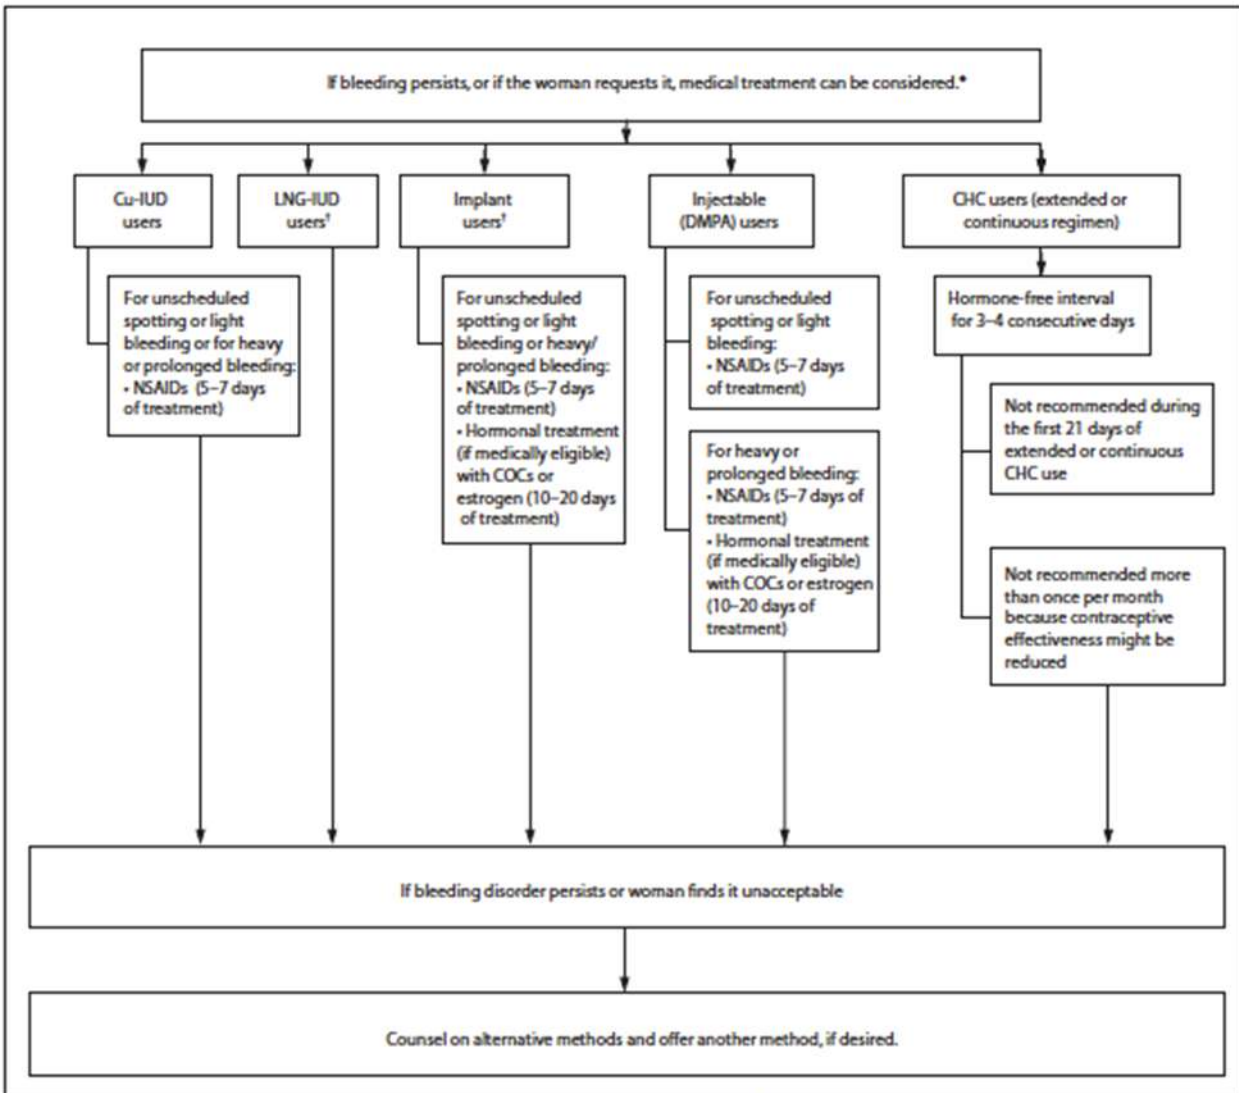 If bleeding persists, or if the woman requests it, medical treatment can be considered.*
Cu-IUD
users
LNG-IUD
users†
Implant
users†
Injectable
(DMPA) users
CHC users (extended or
continuous regimen)
For unscheduled
spotting or light
bleeding or for heavy
or prolonged bleeding:
• NSAIDs (5–7 days
of treatment)
For unscheduled
spotting or light
bleeding or heavy/
prolonged bleeding:
• NSAIDs (5–7 days
of treatment)
• Hormonal treatment
(if medically eligible)
with COCs or
estrogen (10–20 days
of treatment)
For unscheduled
spotting or light
bleeding:
• NSAIDs (5–7 days
of treatment)
For heavy or
prolonged bleeding:
• NSAIDs (5–7 days of
treatment)
• Hormonal treatment
(if medically eligible)
with COCs or estrogen
(10–20 days of
treatment)
Hormone-free interval
for 3–4 consecutive days
Not recommended during
the first 21 days of
extended or continuous
CHC use
Not recommended more
than once per month
because contraceptive
effectiveness might be
reduced
If bleeding disorder persists or woman finds it unacceptable
Counsel on alternative methods and offer another method, if desired.